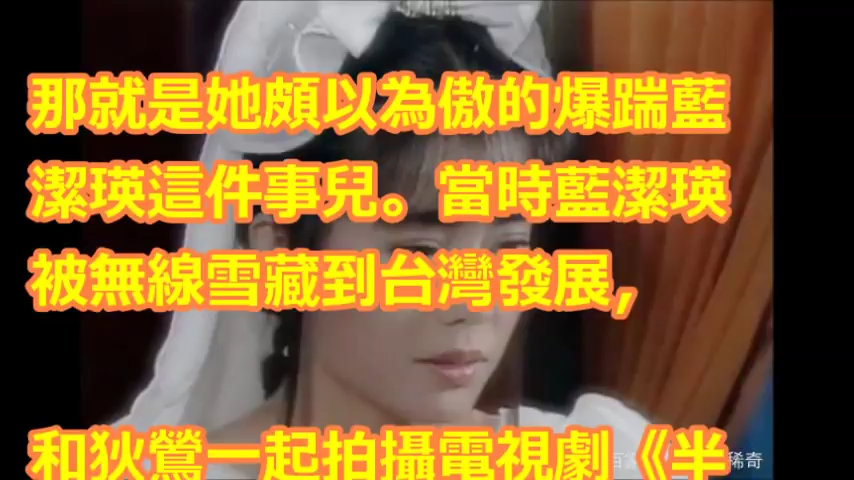 那就是她頗以為傲的爆踹藍
潔瑛這件事兒。當時藍潔瑛
被無線雪藏到台灣發展，
和狄鶯一起拍攝電視劇《半
稀奇